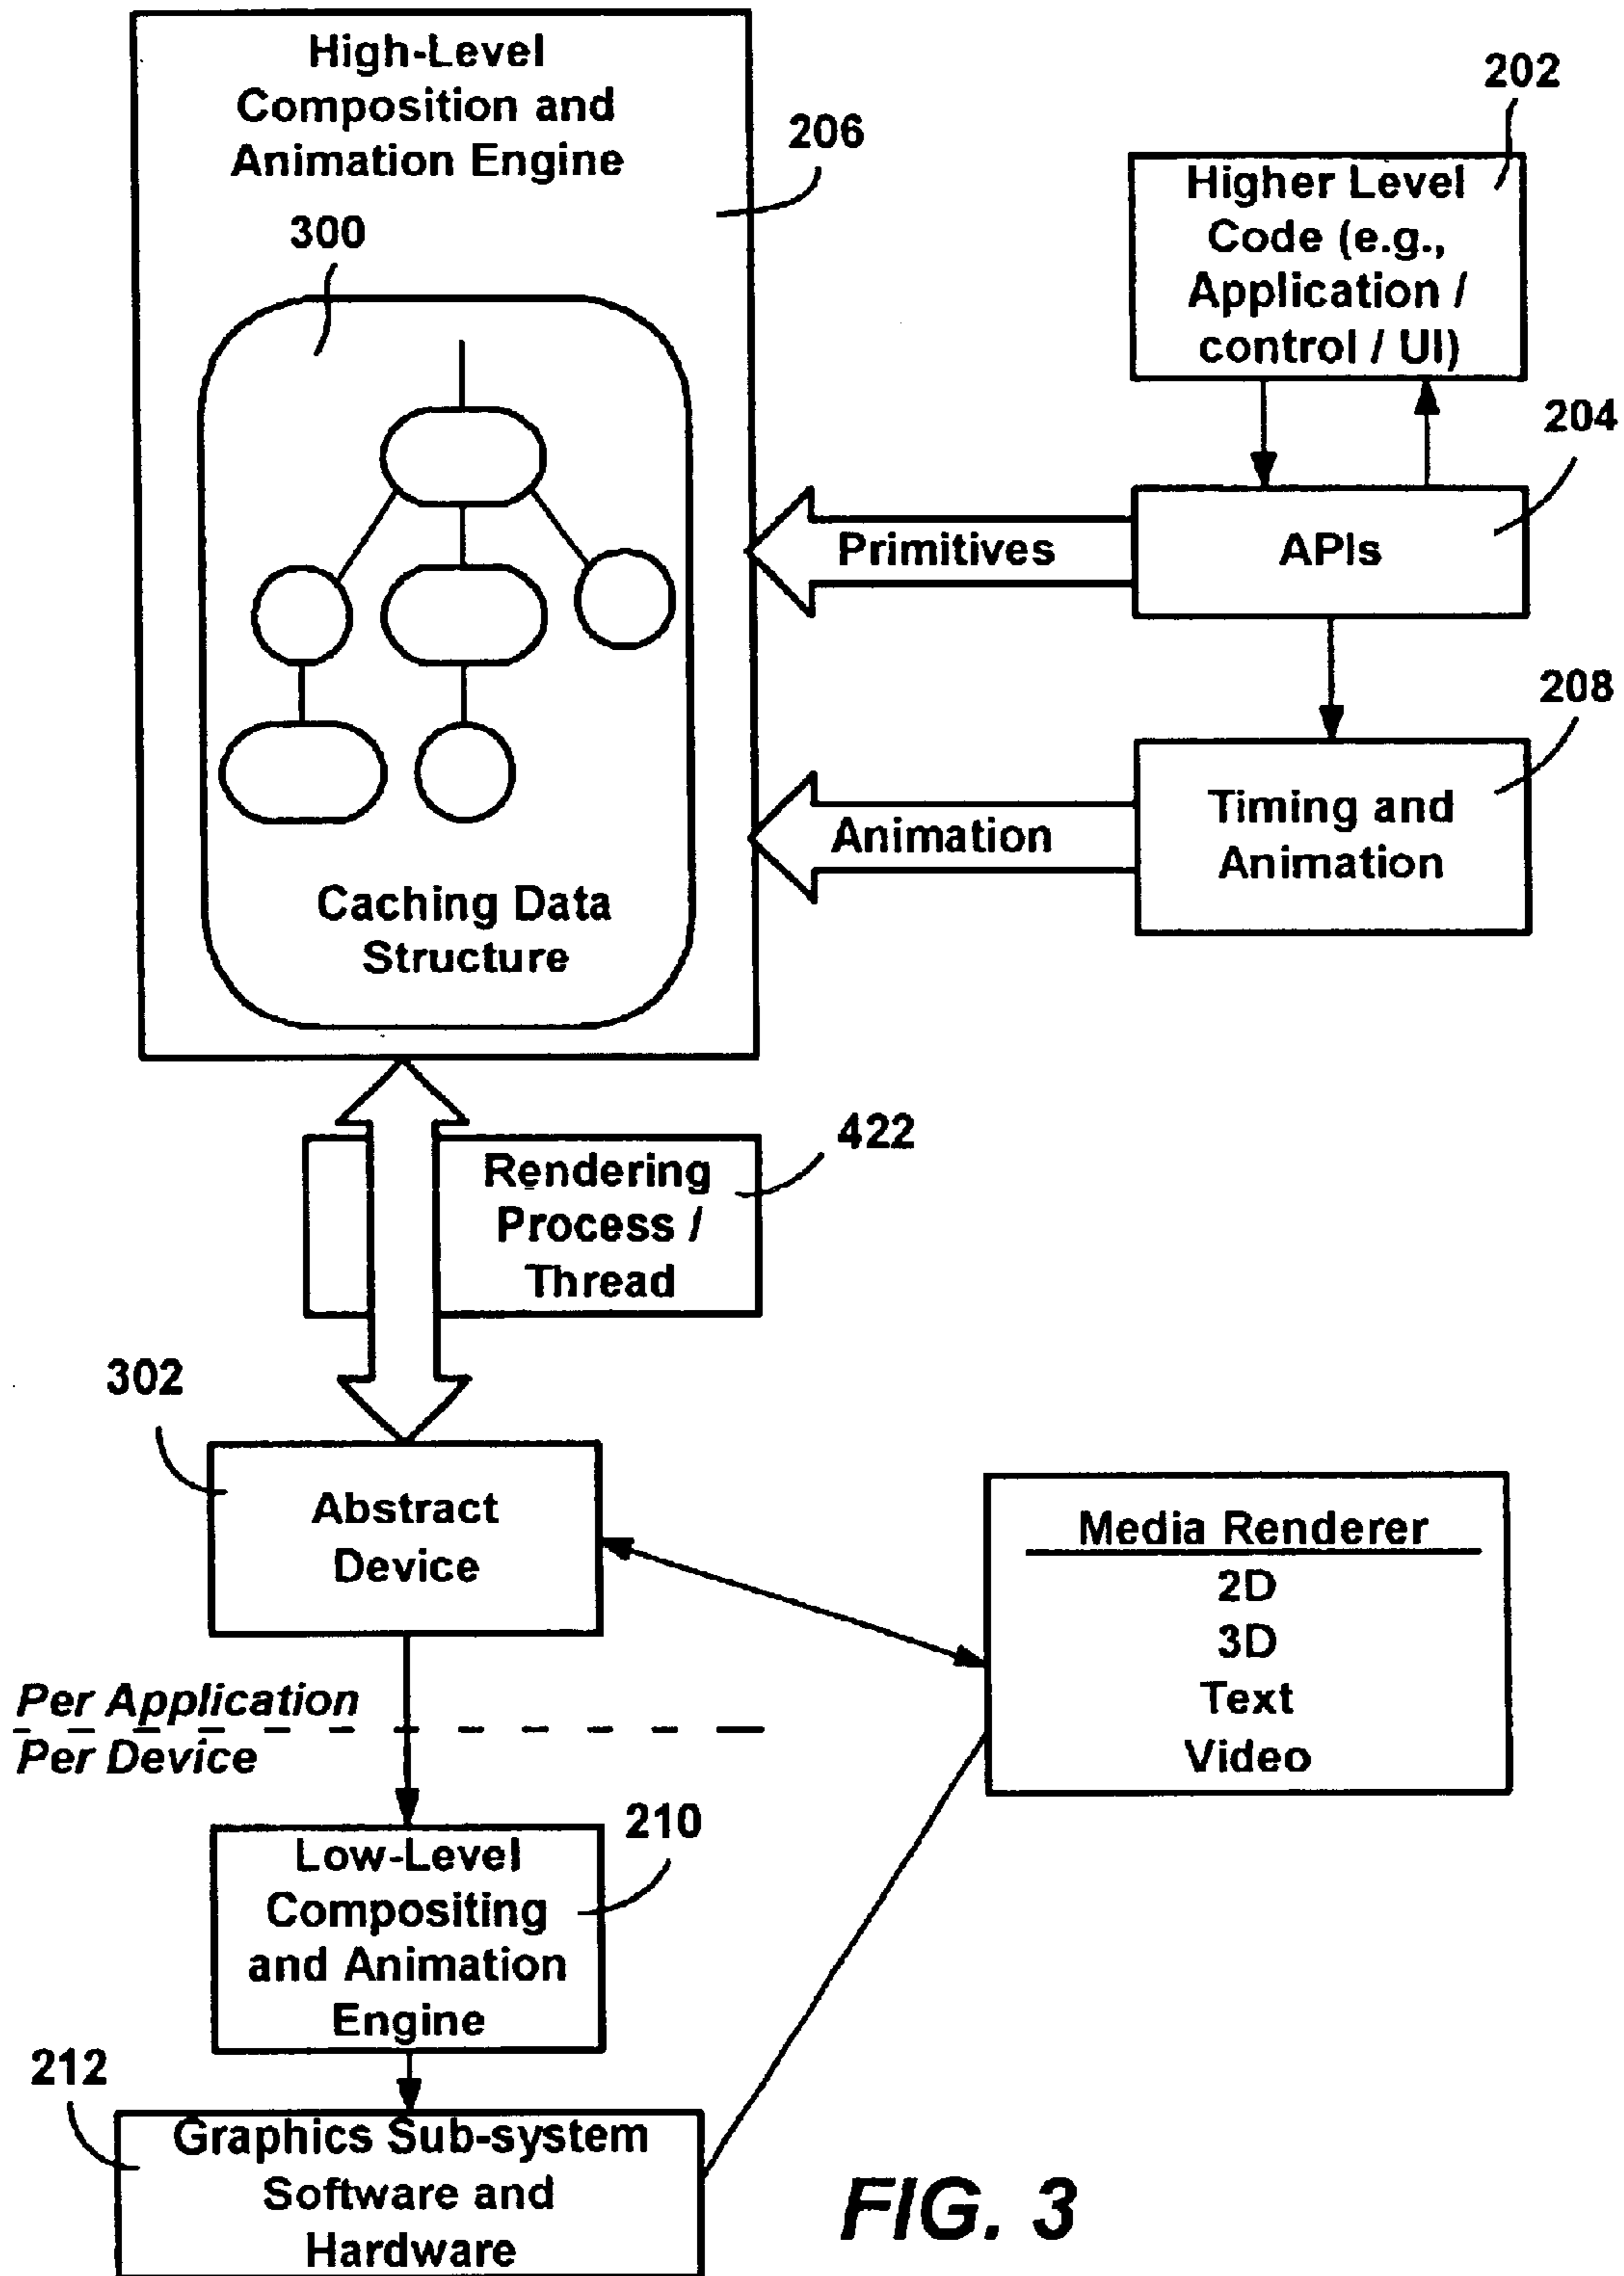 High-Level
Composition and
Animation Engine
206
300
Caching Data
Structure
202
Higher Level
Code (e.g.,
Application /
control / UI)
204
Primitives
APIs
208
Animation
Timing and
Animation
422
Rendering
Process /
Thread
302
Abstract
Device
Media Renderer
2D
3D
Text
Video
Per Application
Per Device
210
Low-Level
Compositing
and Animation
Engine
212
Graphics Sub-system
Software and
Hardware
FIG. 3